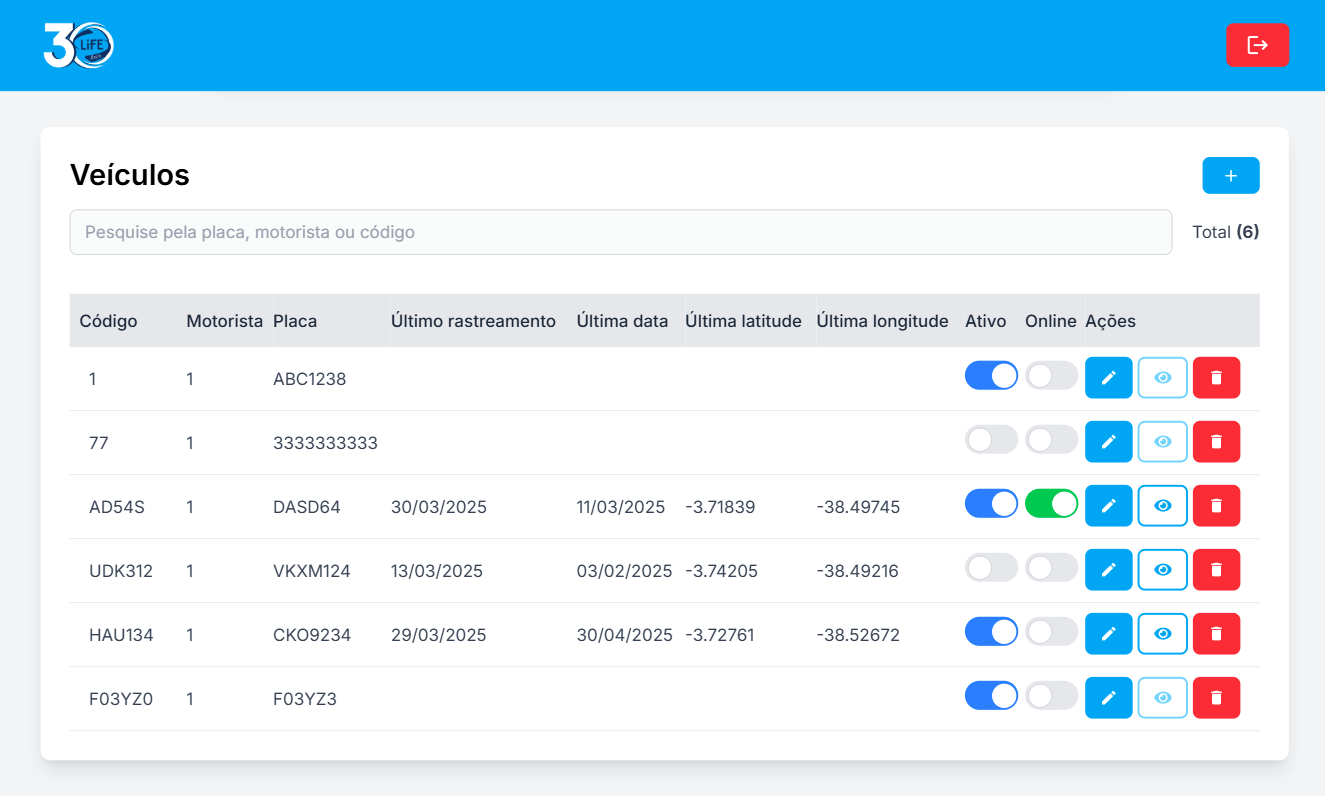 30 LiFE
Veículos
+
Pesquise pela placa, motorista ou código
Total (6)
Código Motorista Placa Último rastreamento Última data Última latitude Última longitude Ativo Online Ações
1 1 ABC1238
77 1 3333333333
AD54S 1 DASD64 30/03/2025 11/03/2025 -3.71839 -38.49745
UDK312 1 VKXM124 13/03/2025 03/02/2025 -3.74205 -38.49216
HAU134 1 CKO9234 29/03/2025 30/04/2025 -3.72761 -38.52672
F03YZ0 1 F03YZ3